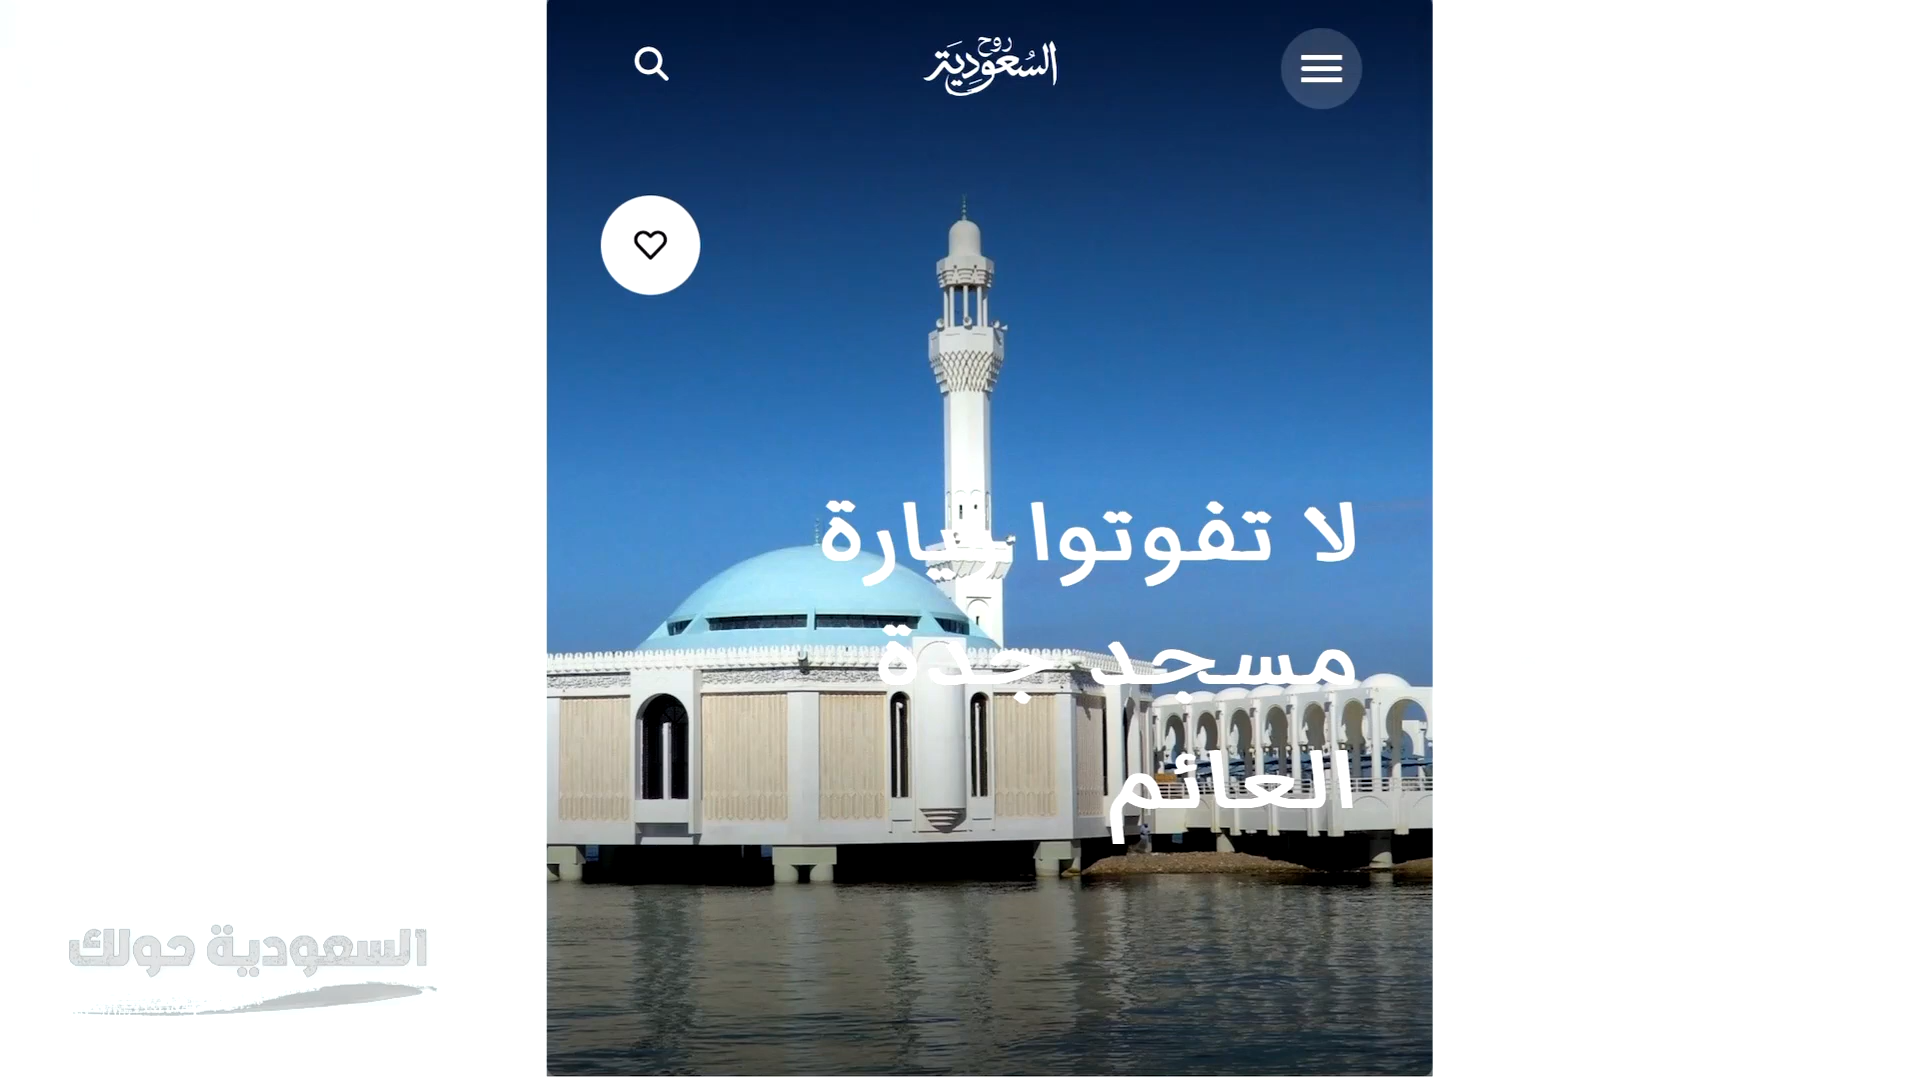 روح
السعودية
لا تفوتوا زيارة
مسجد جدة
العائم
السعودية حولك